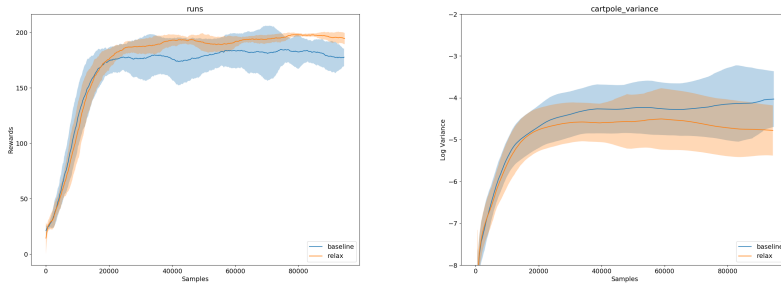 runs
200
150
100
50
0
Rewards
0
20000
40000
60000
80000
Samples
baseline
relax
cartpole_variance
−2
−3
−4
−5
−6
−7
−8
Log Variance
0
20000
40000
60000
80000
Samples
baseline
relax